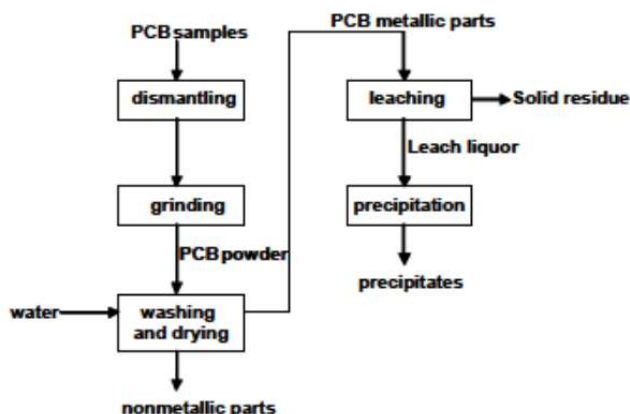 PCB samples
dismantling
grinding
PCB powder
water
washing
and drying
nonmetallic parts
PCB metallic parts
leaching
Solid residue
Leach liquor
precipitation
precipitates